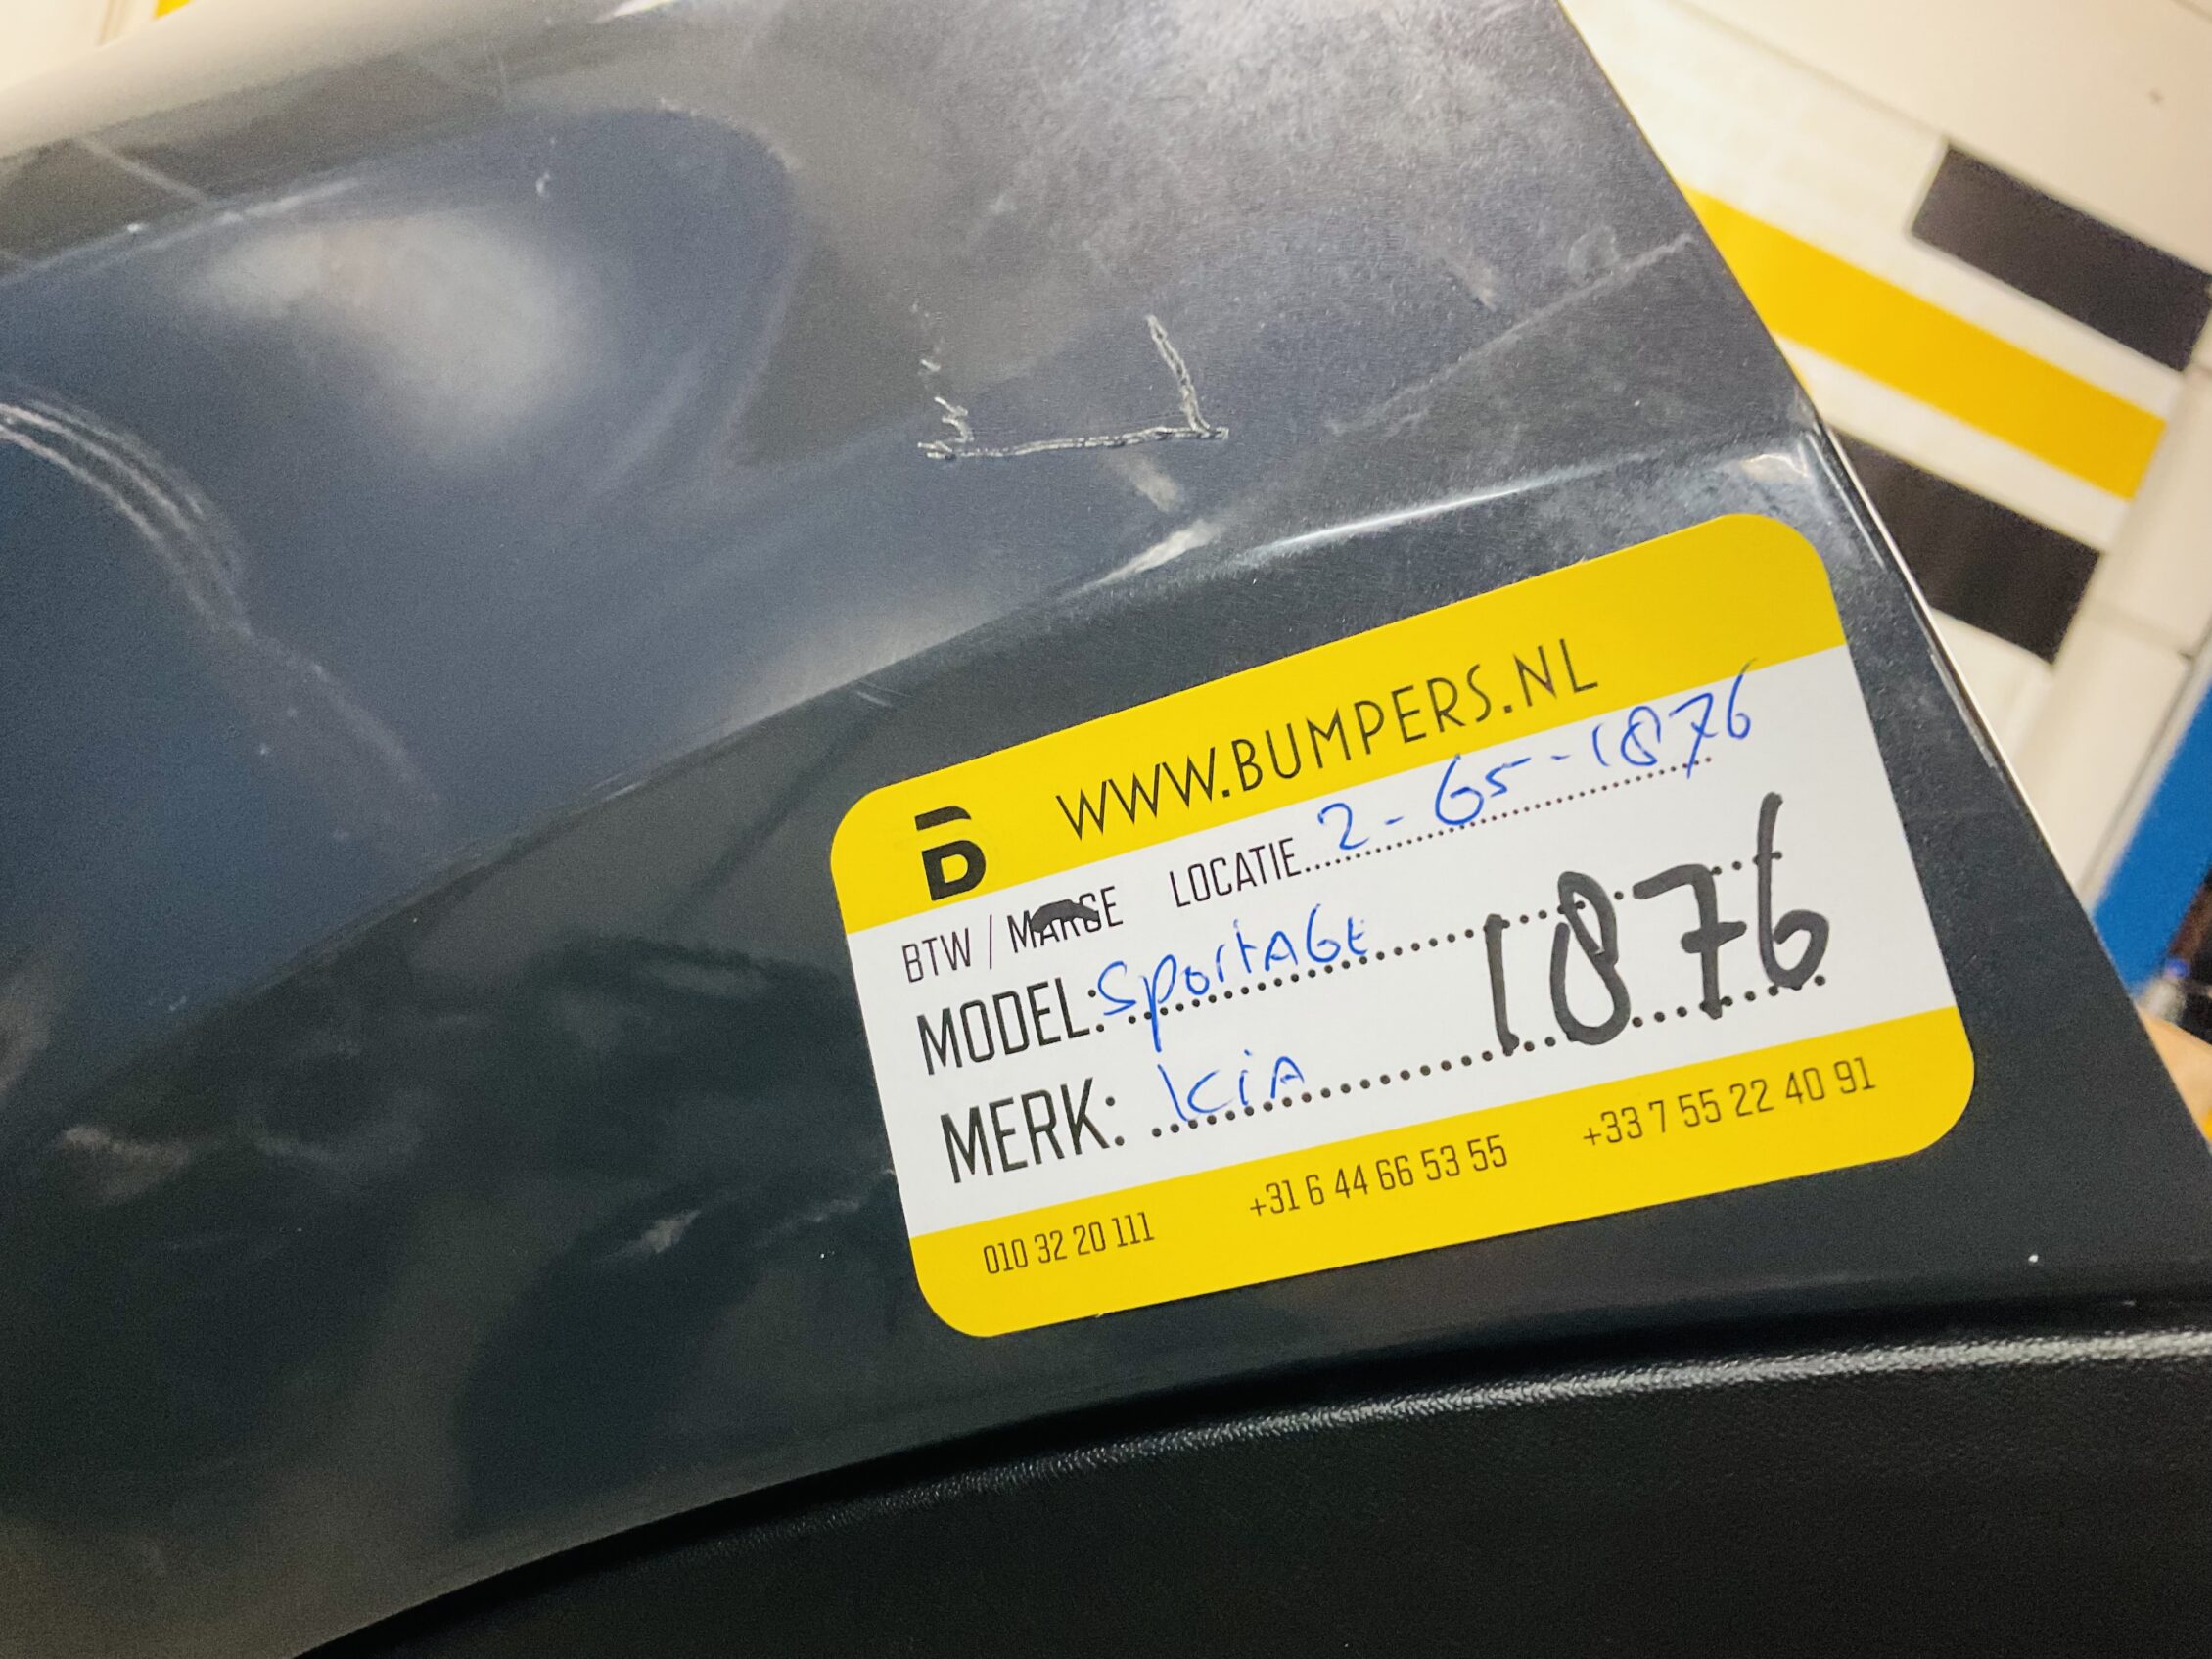 B WWW.BUMPERS.NL
BTW / MARGE LOCATIE 2-65-1876
MODEL: SportAGE 1876
MERK: KiA
010 32 20 111 +31 6 44 66 53 55 +33 7 55 22 40 91